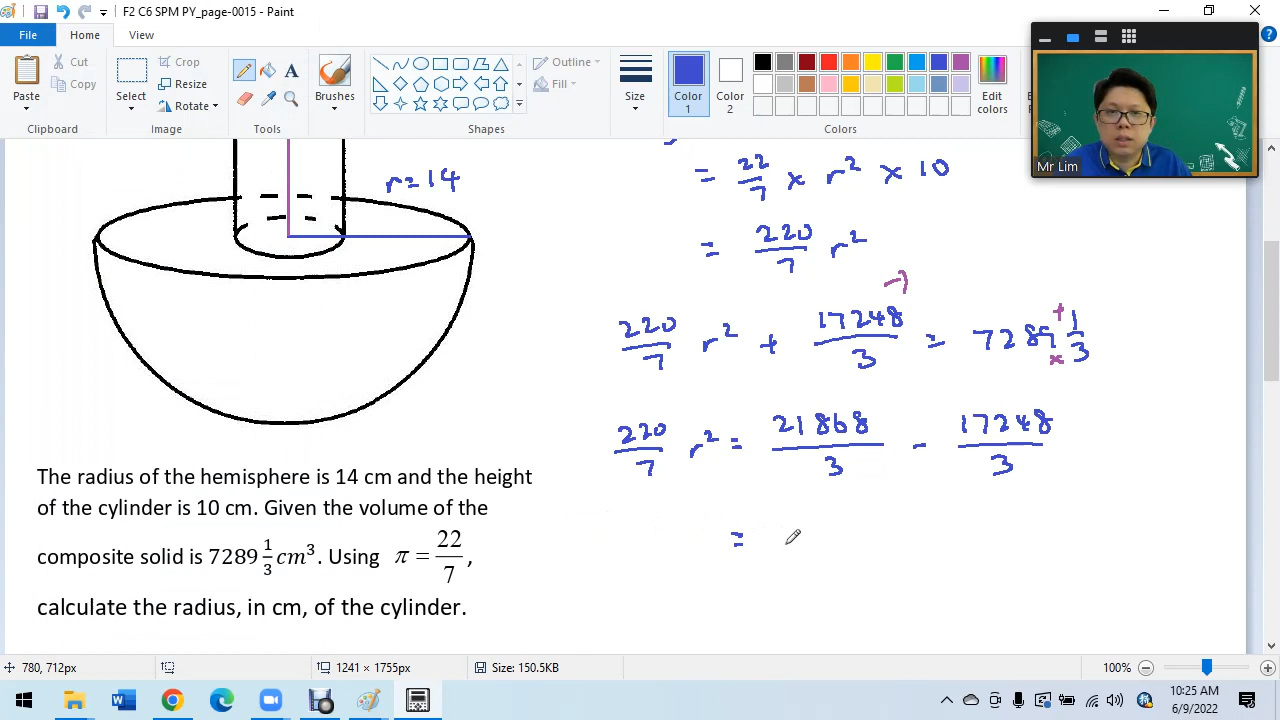 F2 C6 SPM PY_page-0015 - Paint
File Home View
Paste Cut Copy Clipboard
Select Crop Resize Rotate Image
A Tools
Brushes
Outline Fill Shapes
Size
Color 1 Color 2 Edit colors Colors
Mr Lim
r = 14
= 22/7 × r² × 10
= 220/7 r²
220/7 r² + 17248/3 = 7289 1/3
220/7 r² = 21868/3 - 17248/3
=
The radius of the hemisphere is 14 cm and the height
of the cylinder is 10 cm. Given the volume of the
composite solid is 7289 1/3 cm³. Using π = 22/7,
calculate the radius, in cm, of the cylinder.
780, 712px 1241 × 1755px Size: 150.5KB 100%
10:25 AM
6/9/2022